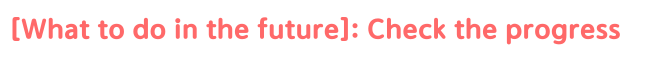 [What to do in the future]: Check the progress